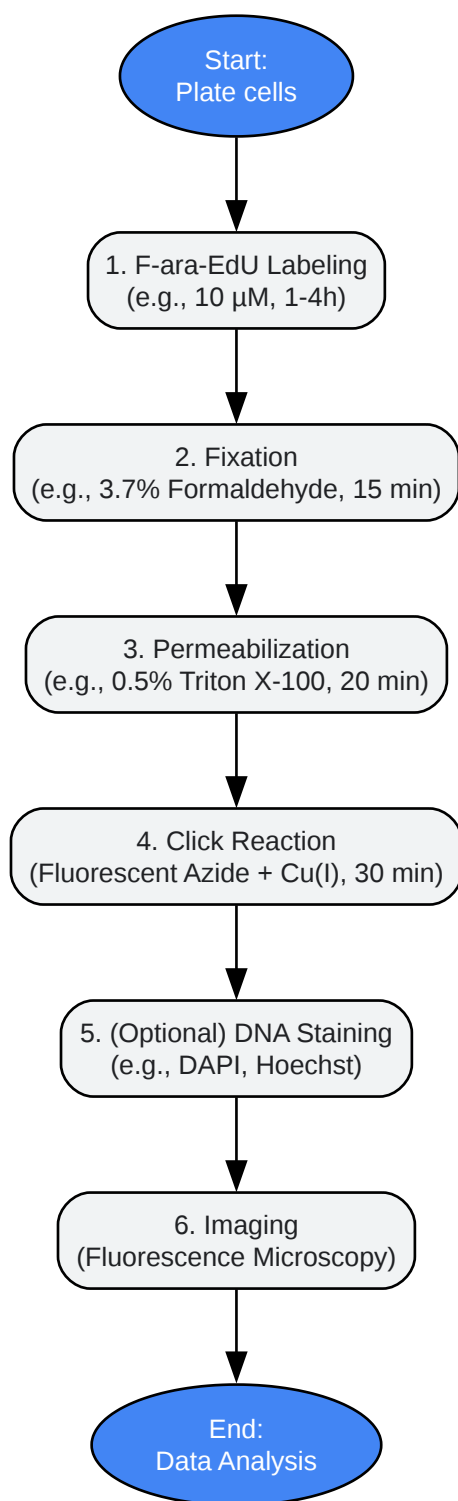 Start:
Plate cells
1. F-ara-EdU Labeling
(e.g., 10 µM, 1-4h)
2. Fixation
(e.g., 3.7% Formaldehyde, 15 min)
3. Permeabilization
(e.g., 0.5% Triton X-100, 20 min)
4. Click Reaction
(Fluorescent Azide + Cu(I), 30 min)
5. (Optional) DNA Staining
(e.g., DAPI, Hoechst)
6. Imaging
(Fluorescence Microscopy)
End:
Data Analysis